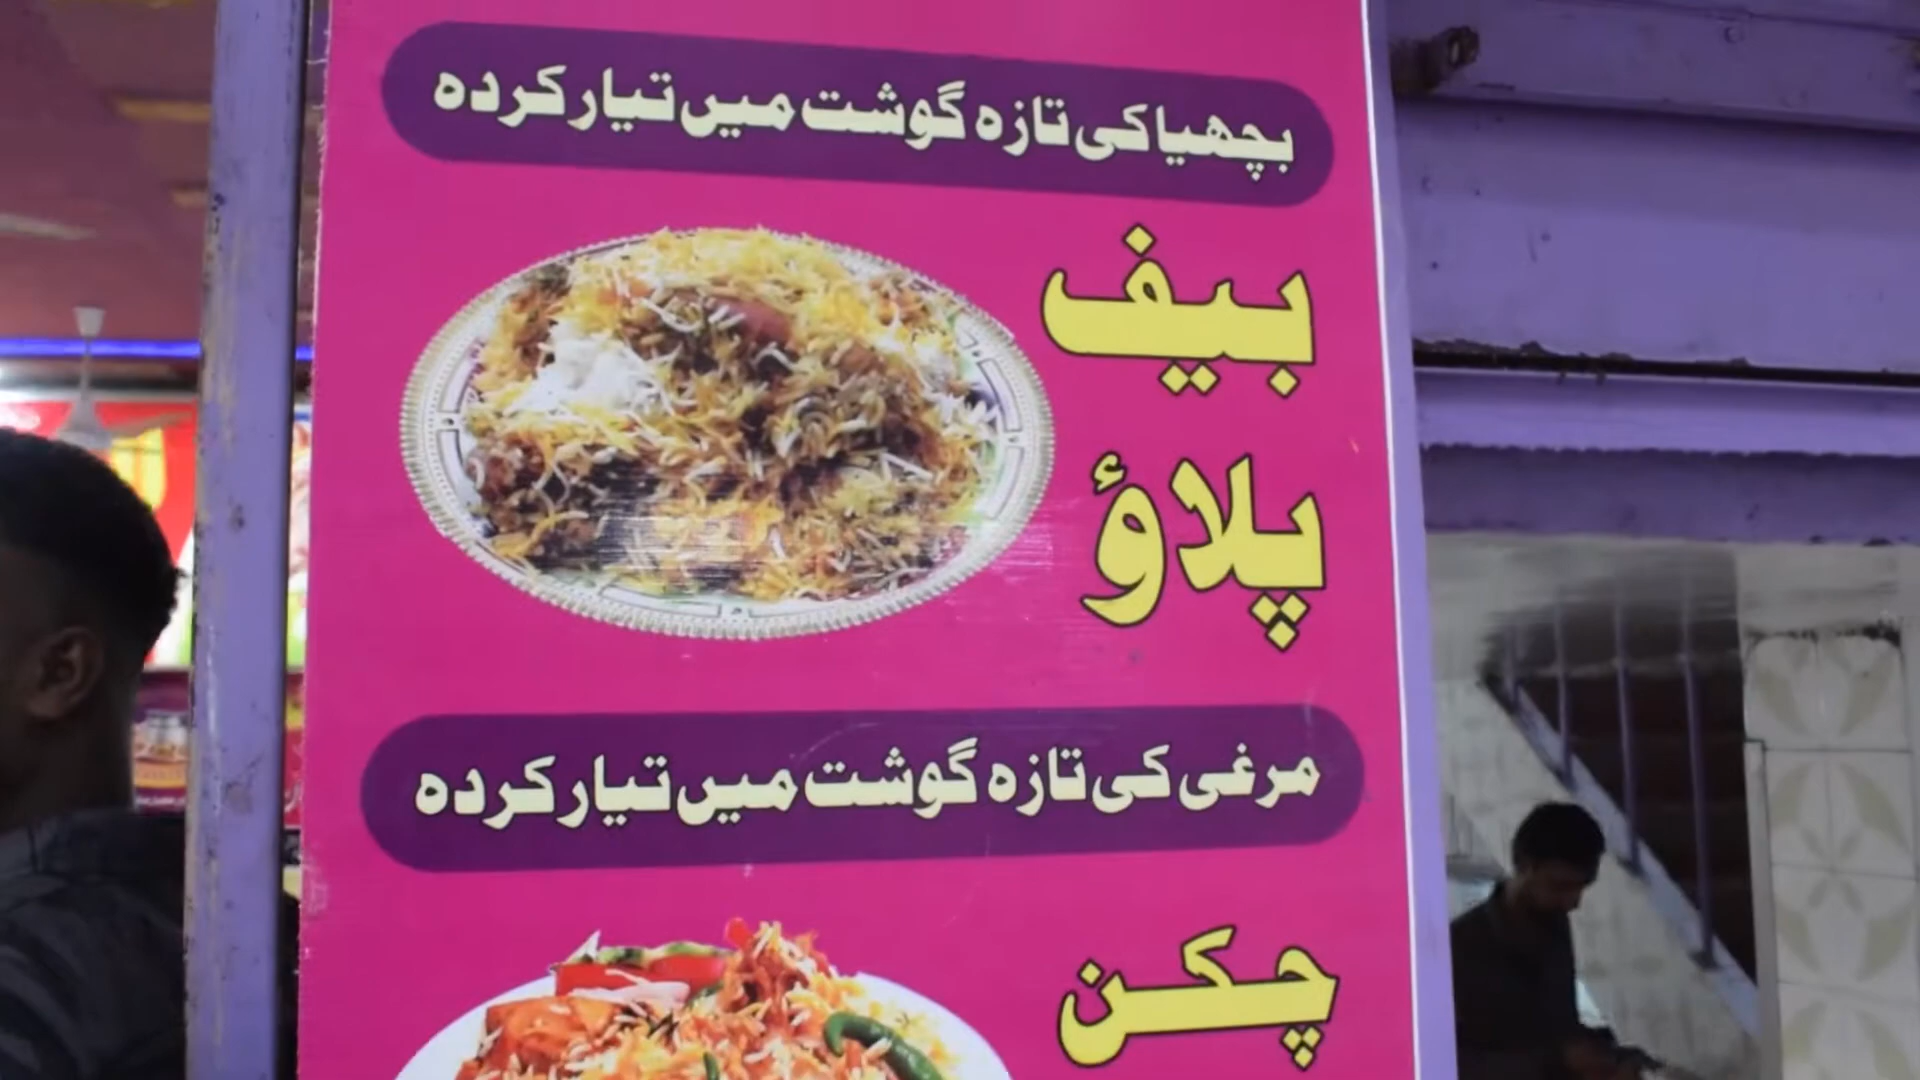 بچھیا کی تازہ گوشت میں تیار کردہ
بیف
پلاؤ
مرغی کی تازہ گوشت میں تیار کردہ
چکن